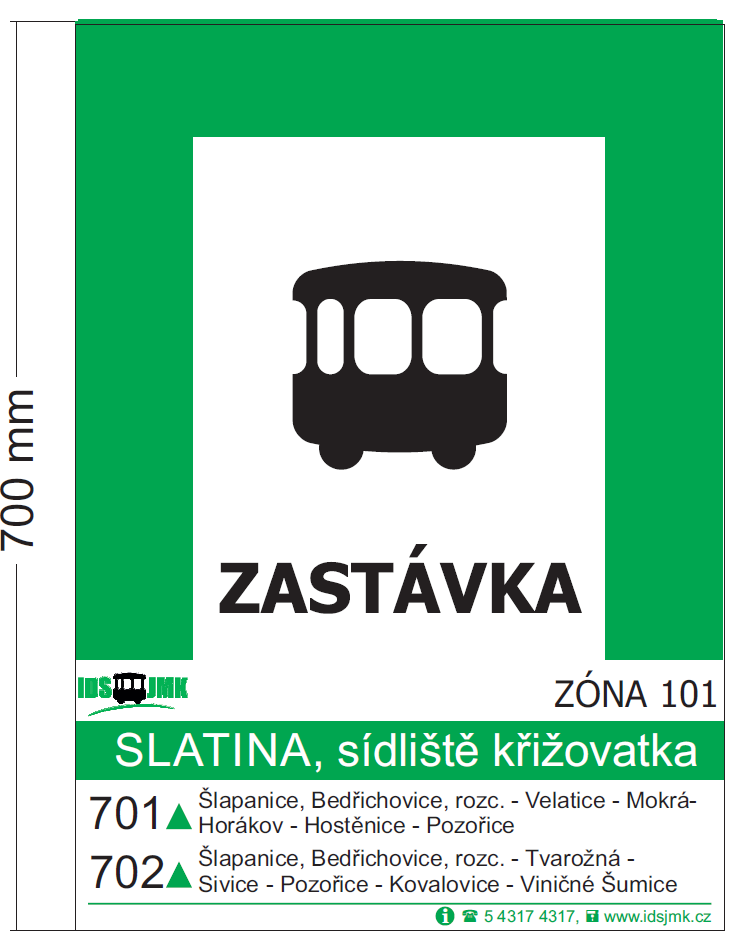 700 mm
ZASTÁVKA
IDS JMK
ZÓNA 101
SLATINA, sídliště křižovatka
701 Šlapanice, Bedřichovice, rozc. - Velatice - Mokrá-
Horákov - Hostěnice - Pozořice
702 Šlapanice, Bedřichovice, rozc. - Tvarožná -
Sivice - Pozořice - Kovalovice - Viničné Šumice
i ☎ 5 4317 4317, www.idsjmk.cz